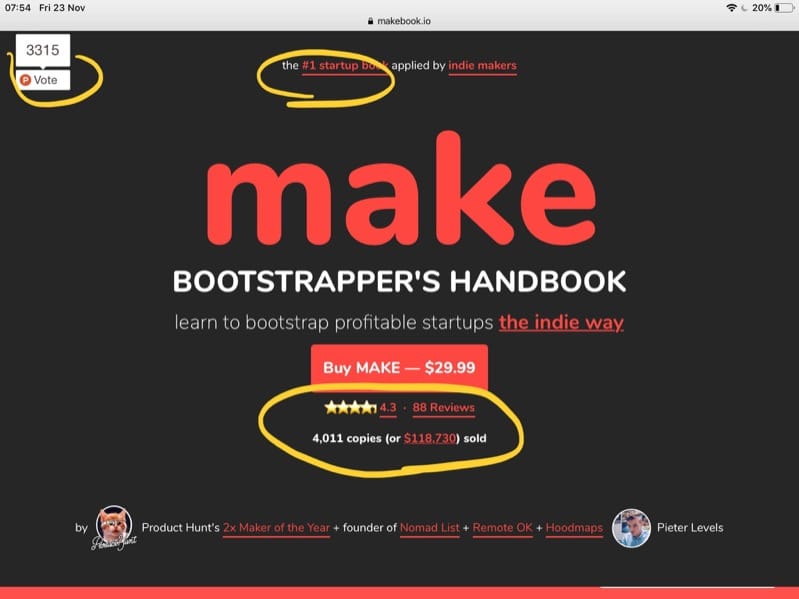 07:54 Fri 23 Nov
20%
makebook.io
3315
Vote
the #1 startup book applied by indie makers
make
BOOTSTRAPPER'S HANDBOOK
learn to bootstrap profitable startups the indie way
Buy MAKE — $29.99
4.3 · 88 Reviews
4,011 copies (or $118,730) sold
by Product Hunt Product Hunt's 2x Maker of the Year + founder of Nomad List + Remote OK + Hoodmaps Pieter Levels